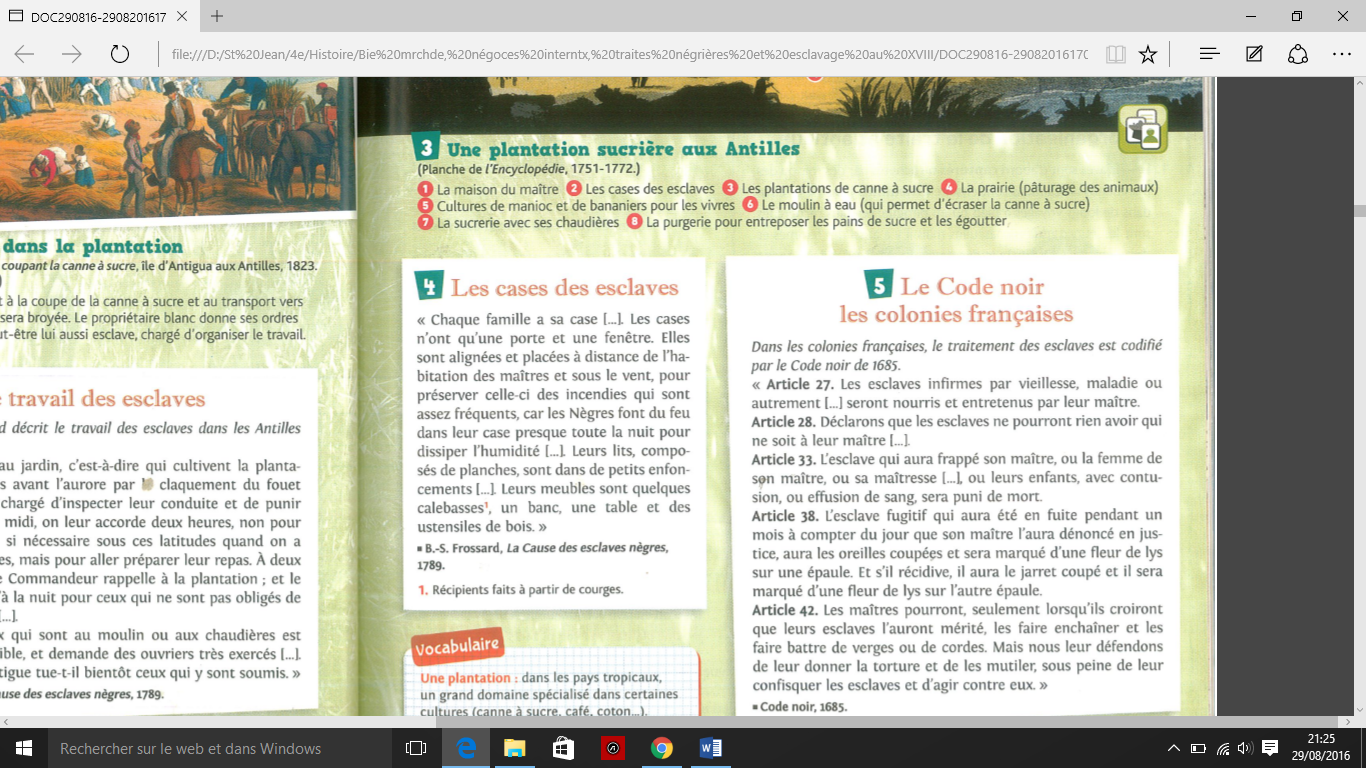 DOC290816-2908201617
file:///D:/St%20Jean/4e/Histoire/Bie%20mrchde,%20négoces%20interntx,%20traites%20négrières%20et%20esclavage%20au%20XVIII/DOC290816-29082016170
dans la plantation
coupant la canne à sucre, île d'Antigua aux Antilles, 1823.
t à la coupe de la canne à sucre et au transport vers
sera broyée. Le propriétaire blanc donne ses ordres
ut-être lui aussi esclave, chargé d'organiser le travail.
travail des esclaves
d décrit le travail des esclaves dans les Antilles
au jardin, c'est-à-dire qui cultivent la planta-
s avant l'aurore par claquement du fouet
chargé d'inspecter leur conduite et de punir
midi, on leur accorde deux heures, non pour
si nécessaire sous ces latitudes quand on a
es, mais pour aller préparer leur repas. À deux
Commandeur rappelle à la plantation ; et le
'à la nuit pour ceux qui ne sont pas obligés de
[...].
x qui sont au moulin ou aux chaudières est
ible, et demande des ouvriers très exercés [...].
tigue tue-t-il bientôt ceux qui y sont soumis. »
use des esclaves nègres, 1789.
3 Une plantation sucrière aux Antilles
(Planche de l'Encyclopédie, 1751-1772.)
1 La maison du maître 2 Les cases des esclaves 3 Les plantations de canne à sucre 4 La prairie (pâturage des animaux)
5 Cultures de manioc et de bananiers pour les vivres 6 Le moulin à eau (qui permet d'écraser la canne à sucre)
7 La sucrerie avec ses chaudières 8 La purgerie pour entreposer les pains de sucre et les égoutter
4 Les cases des esclaves
« Chaque famille a sa case [...]. Les cases
n'ont qu'une porte et une fenêtre. Elles
sont alignées et placées à distance de l'ha-
bitation des maîtres et sous le vent, pour
préserver celle-ci des incendies qui sont
assez fréquents, car les Nègres font du feu
dans leur case presque toute la nuit pour
dissiper l'humidité [...]. Leurs lits, compo-
sés de planches, sont dans de petits enfon-
cements [...]. Leurs meubles sont quelques
calebasses¹, un banc, une table et des
ustensiles de bois. »
▪ B.-S. Frossard, La Cause des esclaves nègres,
1789.
1. Récipients faits à partir de courges.
Vocabulaire
Une plantation : dans les pays tropicaux,
un grand domaine spécialisé dans certaines
cultures (canne à sucre, café, coton...).
5 Le Code noir
les colonies françaises
Dans les colonies françaises, le traitement des esclaves est codifié
par le Code noir de 1685.
« Article 27. Les esclaves infirmes par vieillesse, maladie ou
autrement [...] seront nourris et entretenus par leur maître.
Article 28. Déclarons que les esclaves ne pourront rien avoir qui
ne soit à leur maître [...].
Article 33. L'esclave qui aura frappé son maître, ou la femme de
son maître, ou sa maîtresse [...], ou leurs enfants, avec contu-
sion, ou effusion de sang, sera puni de mort.
Article 38. L'esclave fugitif qui aura été en fuite pendant un
mois à compter du jour que son maître l'aura dénoncé en jus-
tice, aura les oreilles coupées et sera marqué d'une fleur de lys
sur une épaule. Et s'il récidive, il aura le jarret coupé et il sera
marqué d'une fleur de lys sur l'autre épaule.
Article 42. Les maîtres pourront, seulement lorsqu'ils croiront
que leurs esclaves l'auront mérité, les faire enchaîner et les
faire battre de verges ou de cordes. Mais nous leur défendons
de leur donner la torture et de les mutiler, sous peine de leur
confisquer les esclaves et d'agir contre eux. »
▪ Code noir, 1685.
Rechercher sur le web et dans Windows
21:25
29/08/2016